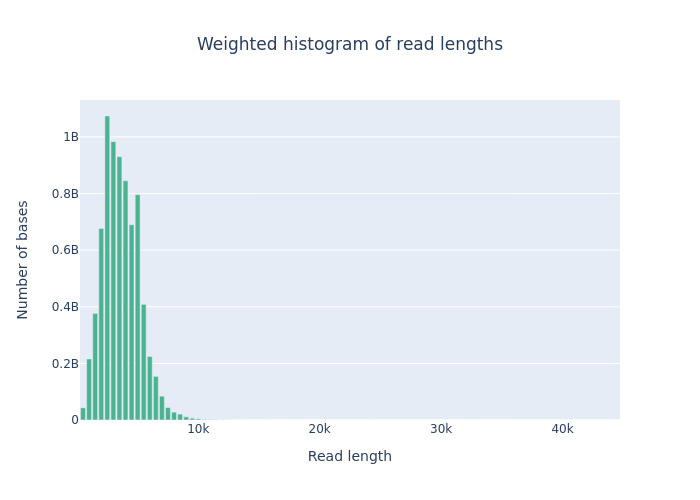 Weighted histogram of read lengths
Number of bases
1B
0.8B
0.6B
0.4B
0.2B
0
10k
20k
30k
40k
Read length